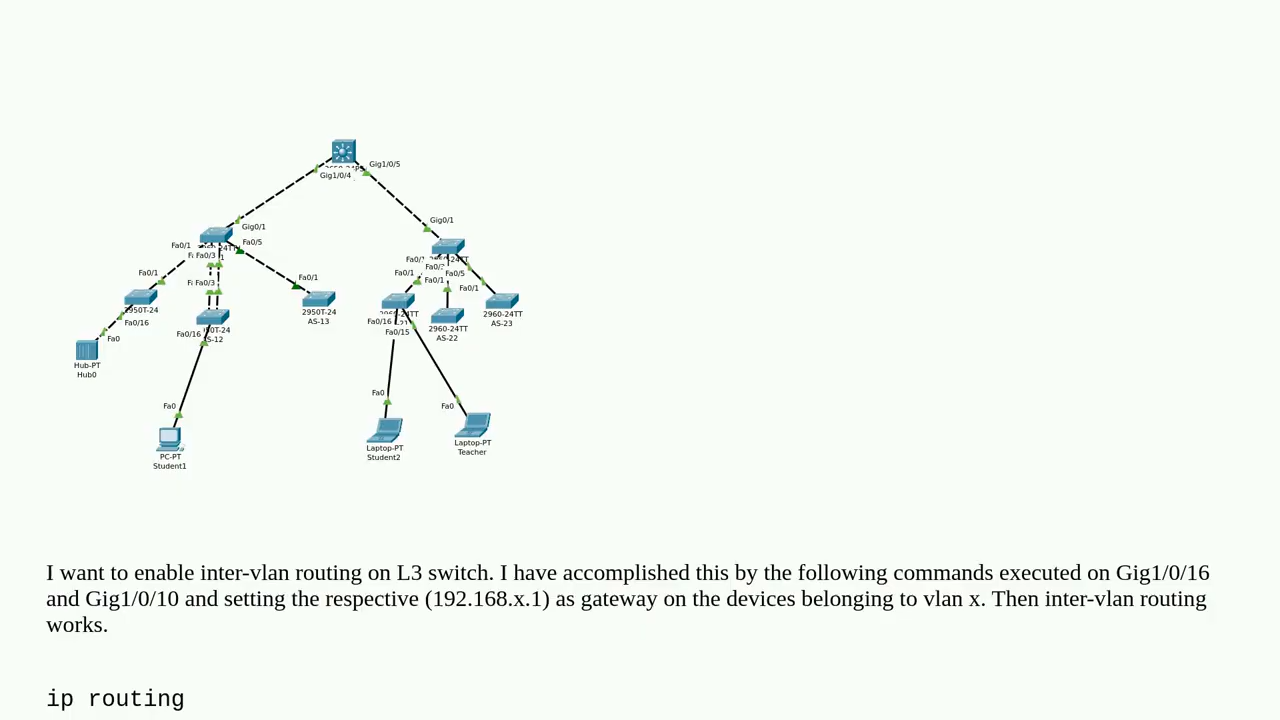 Gig1/0/5
Gig1/0/4
Gig0/1
Gig0/1
Fa0/1
Fa0/5
Fa0/3
Fa0/1
Fa0/3
Fa0/1
2950T-24
Fa0/16
Fa0
Hub-PT
Hub0
Fa0/16
2950T-24
AS-13
Fa0
PC-PT
Student1
Fa0/1
Fa0/5
Fa0/1
Fa0/1
Fa0/16
Fa0/15
2960-24TT
AS-22
2960-24TT
AS-23
Fa0
Fa0
Laptop-PT
Student2
Laptop-PT
Teacher
I want to enable inter-vlan routing on L3 switch. I have accomplished this by the following commands executed on Gig1/0/16
and Gig1/0/10 and setting the respective (192.168.x.1) as gateway on the devices belonging to vlan x. Then inter-vlan routing
works.
ip routing